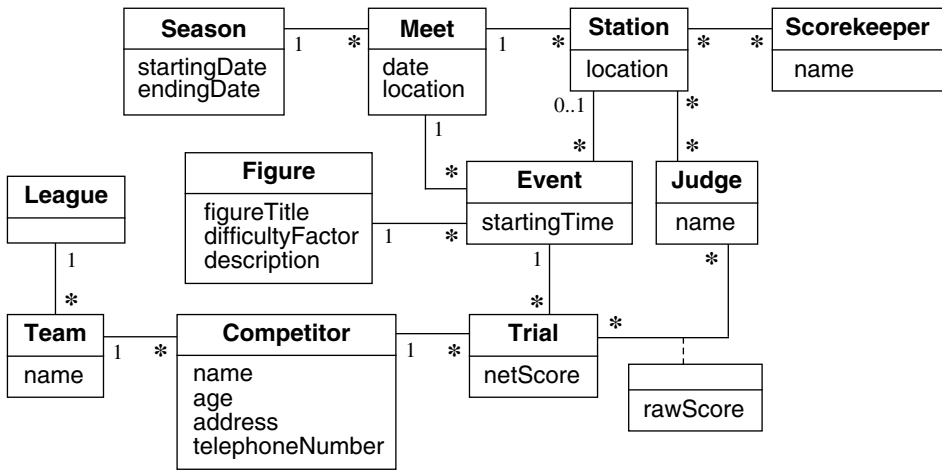 Season
startingDate
endingDate
1
*
Meet
date
location
1
*
Station
location
*
*
Scorekeeper
name
0..1
*
*
*
1
*
League
Figure
figureTitle
difficultyFactor
description
1
*
Event
startingTime
Judge
name
1
*
1
*
*
*
Team
name
1
*
Competitor
name
age
address
telephoneNumber
1
*
Trial
netScore
rawScore